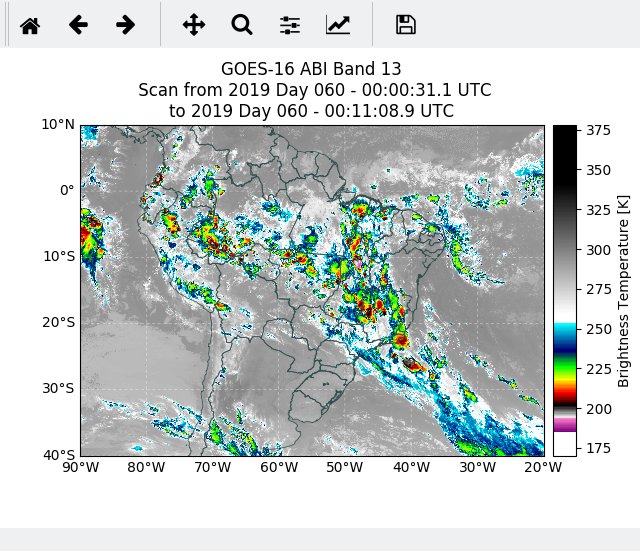 GOES-16 ABI Band 13
Scan from 2019 Day 060 - 00:00:31.1 UTC
to 2019 Day 060 - 00:11:08.9 UTC
10°N
0°
10°S
20°S
30°S
40°S
90°W 80°W 70°W 60°W 50°W 40°W 30°W 20°W
375
350
325
300
275
250
225
200
175
Brightness Temperature [K]